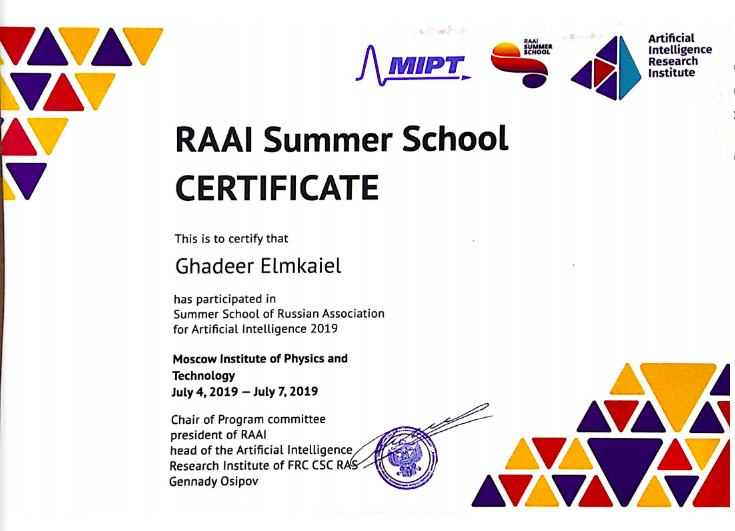 MIPT
RAAI
SUMMER
SCHOOL
Artificial
Intelligence
Research
Institute
RAAI Summer School
CERTIFICATE
This is to certify that
Ghadeer Elmkaiel
has participated in
Summer School of Russian Association
for Artificial Intelligence 2019
Moscow Institute of Physics and
Technology
July 4, 2019 — July 7, 2019
Chair of Program committee
president of RAAI
head of the Artificial Intelligence
Research Institute of FRC CSC RAS
Gennady Osipov